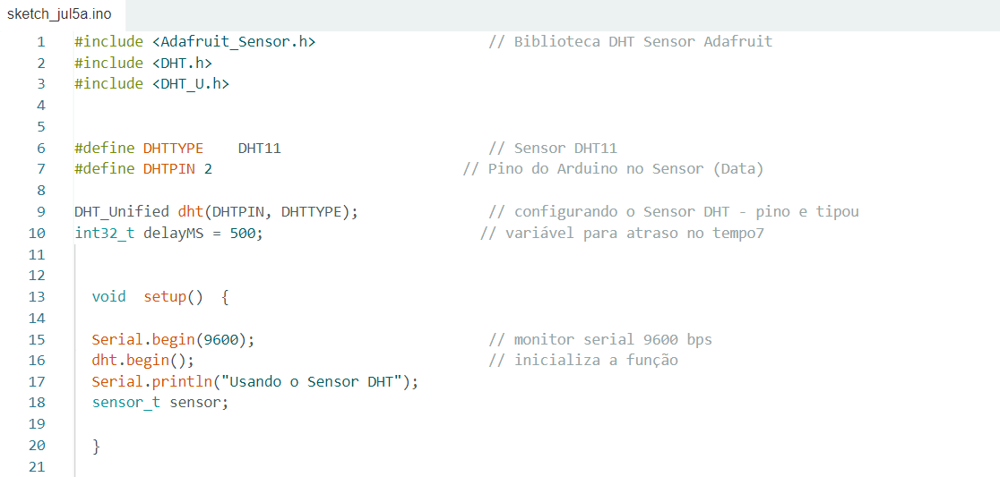 sketch_jul5a.ino
1 #include <Adafruit_Sensor.h> // Biblioteca DHT Sensor Adafruit
2 #include <DHT.h>
3 #include <DHT_U.h>
4
5
6 #define DHTTYPE DHT11 // Sensor DHT11
7 #define DHTPIN 2 // Pino do Arduino no Sensor (Data)
8
9 DHT_Unified dht(DHTPIN, DHTTYPE); // configurando o Sensor DHT - pino e tipou
10 int32_t delayMS = 500; // variável para atraso no tempo7
11
12
13 void setup() {
14
15 Serial.begin(9600); // monitor serial 9600 bps
16 dht.begin(); // inicializa a função
17 Serial.println("Usando o Sensor DHT");
18 sensor_t sensor;
19
20 }
21